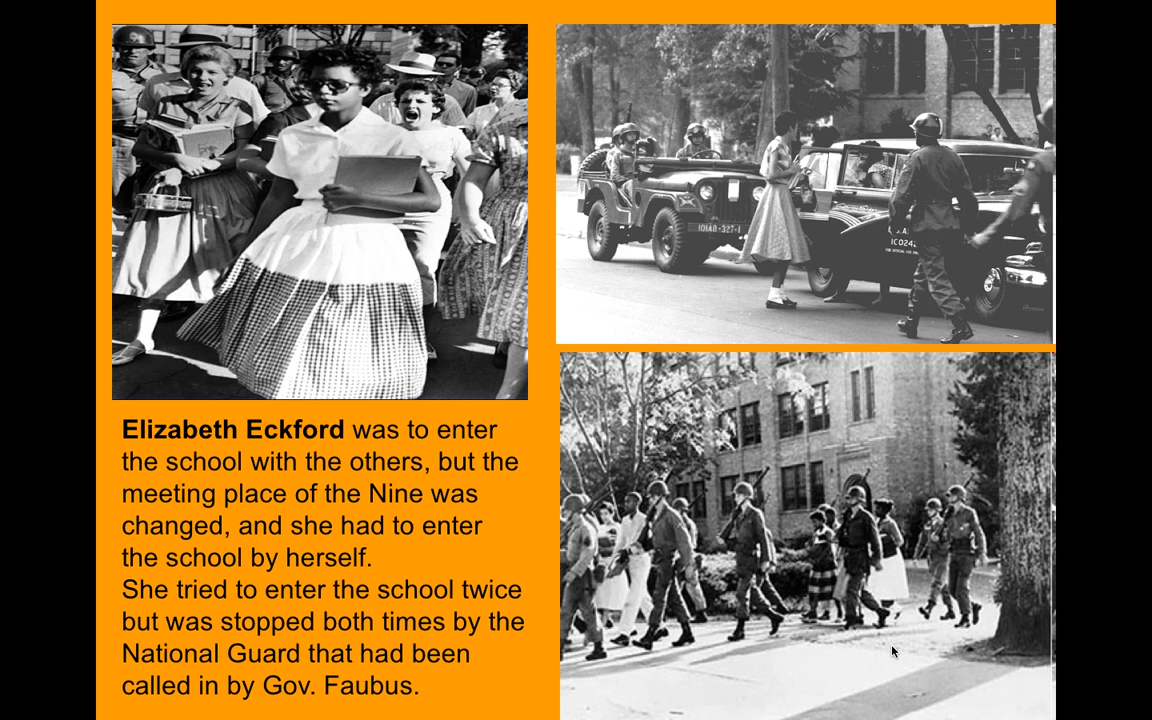 Elizabeth Eckford was to enter
the school with the others, but the
meeting place of the Nine was
changed, and she had to enter
the school by herself.
She tried to enter the school twice
but was stopped both times by the
National Guard that had been
called in by Gov. Faubus.